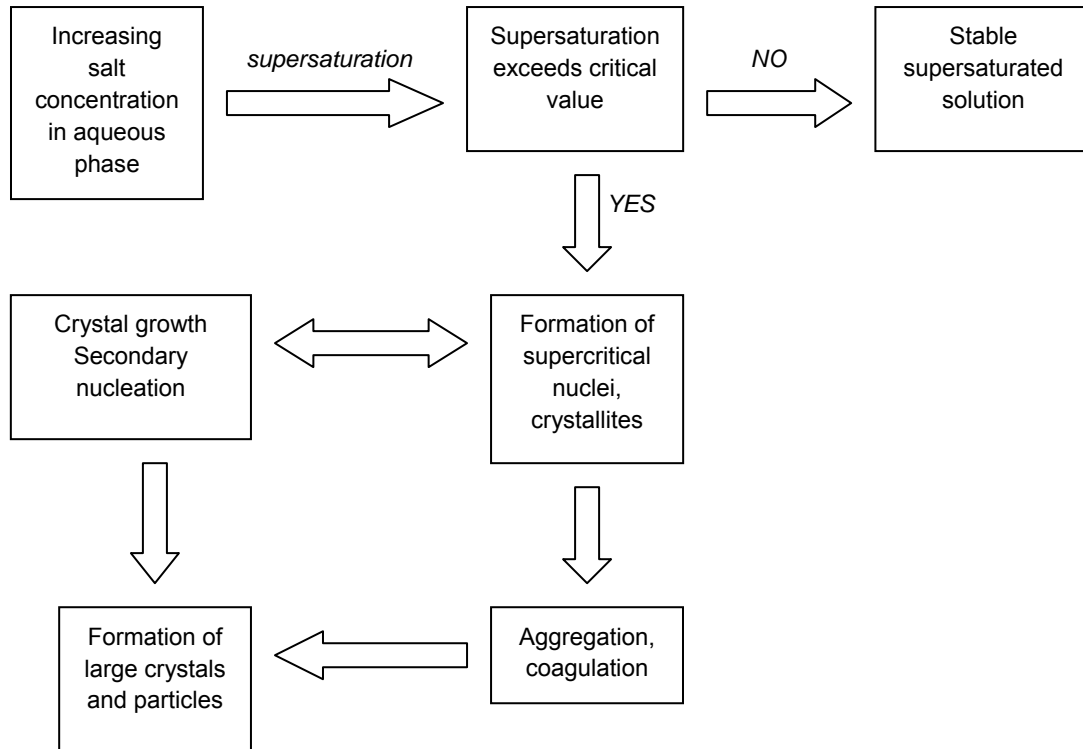 Increasing
salt
concentration
in aqueous
phase
supersaturation
Supersaturation
exceeds critical
value
NO
Stable
supersaturated
solution
YES
Crystal growth
Secondary
nucleation
Formation of
supercritical
nuclei,
crystallites
Formation of
large crystals
and particles
Aggregation,
coagulation